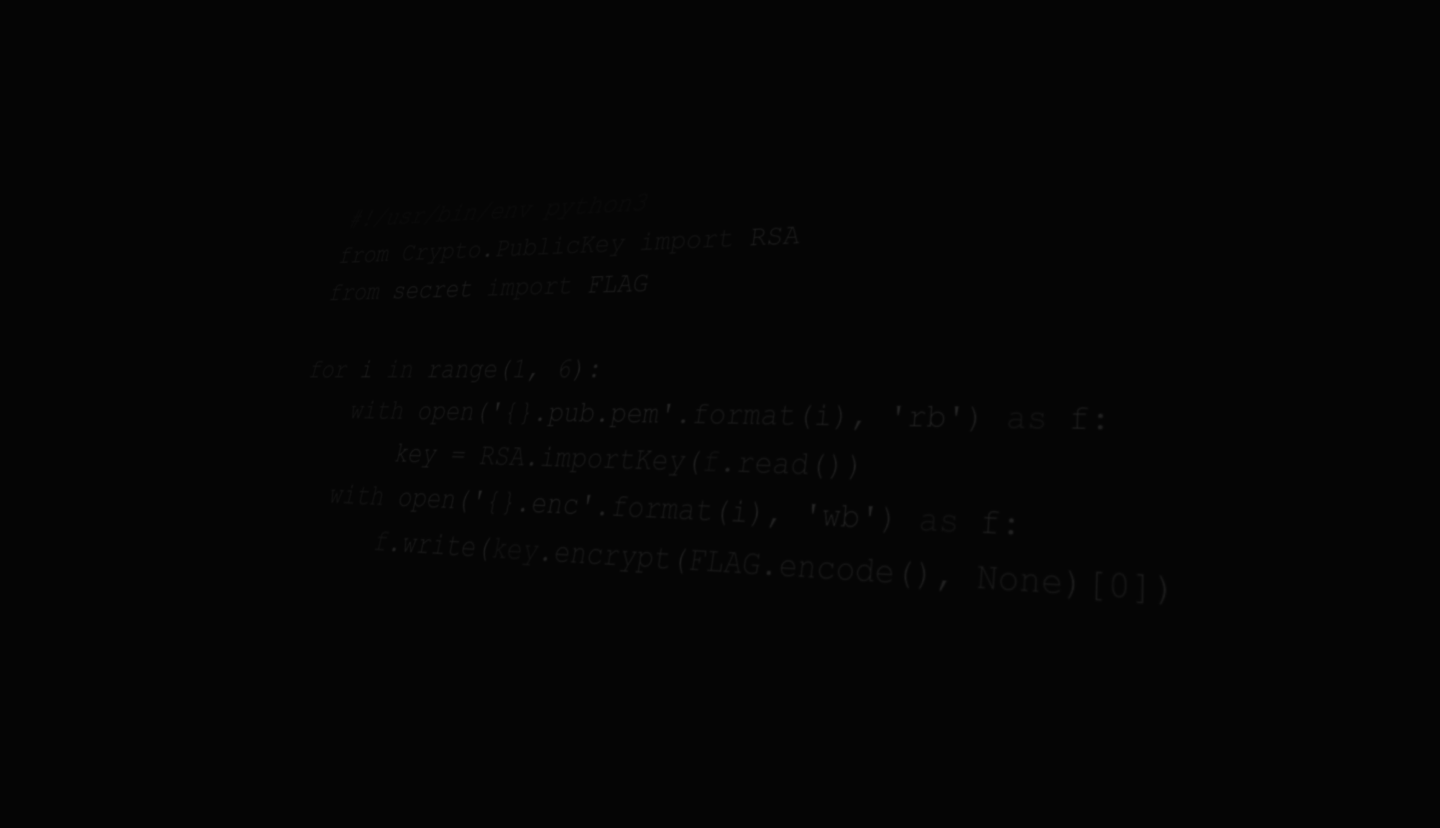 #!/usr/bin/env python3
from Crypto.PublicKey import RSA
from secret import FLAG
for i in range(1, 6):
with open('{}.pub.pem'.format(i), 'rb') as f:
key = RSA.importKey(f.read())
with open('{}.enc'.format(i), 'wb') as f:
f.write(key.encrypt(FLAG.encode(), None)[0])